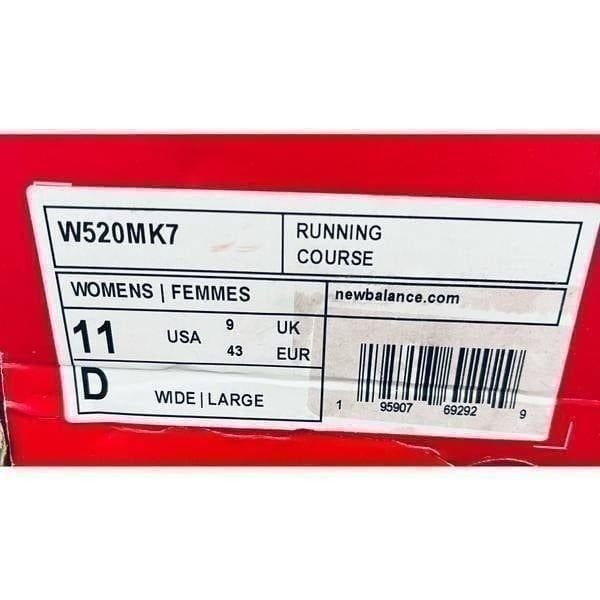 W520MK7
RUNNING
COURSE
WOMENS | FEMMES
newbalance.com
11 USA 9 UK
43 EUR
D WIDE | LARGE
1 95907 69292 9